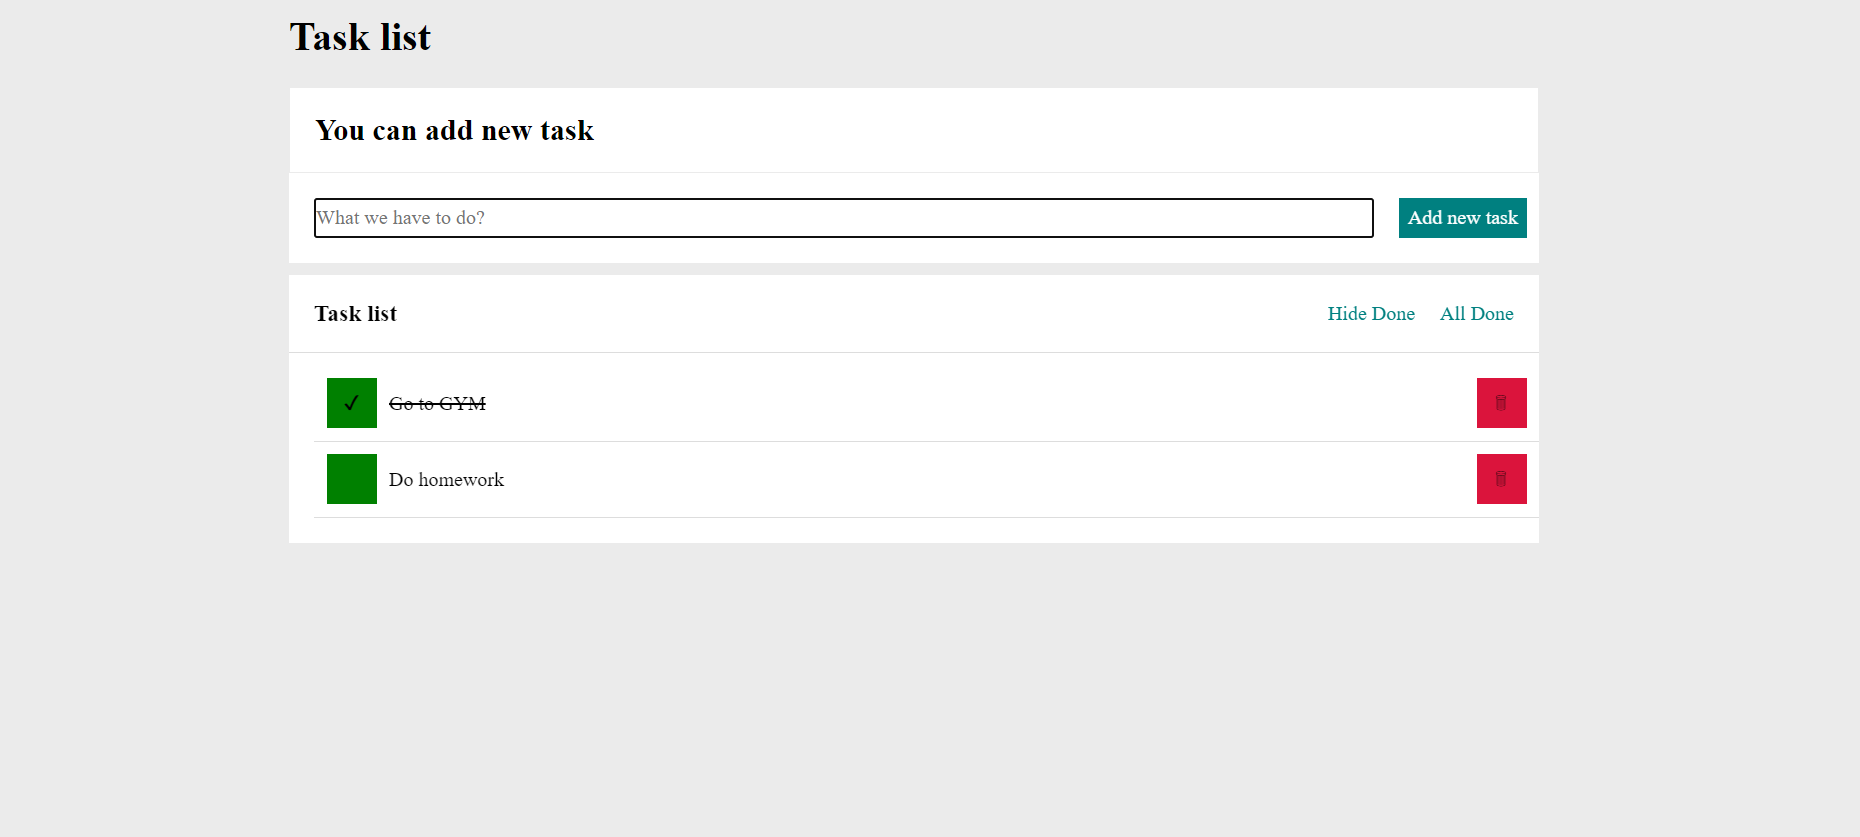 Task list
You can add new task
What we have to do?
Add new task
Task list
Hide Done
All Done
✓
Go to GYM
Do homework